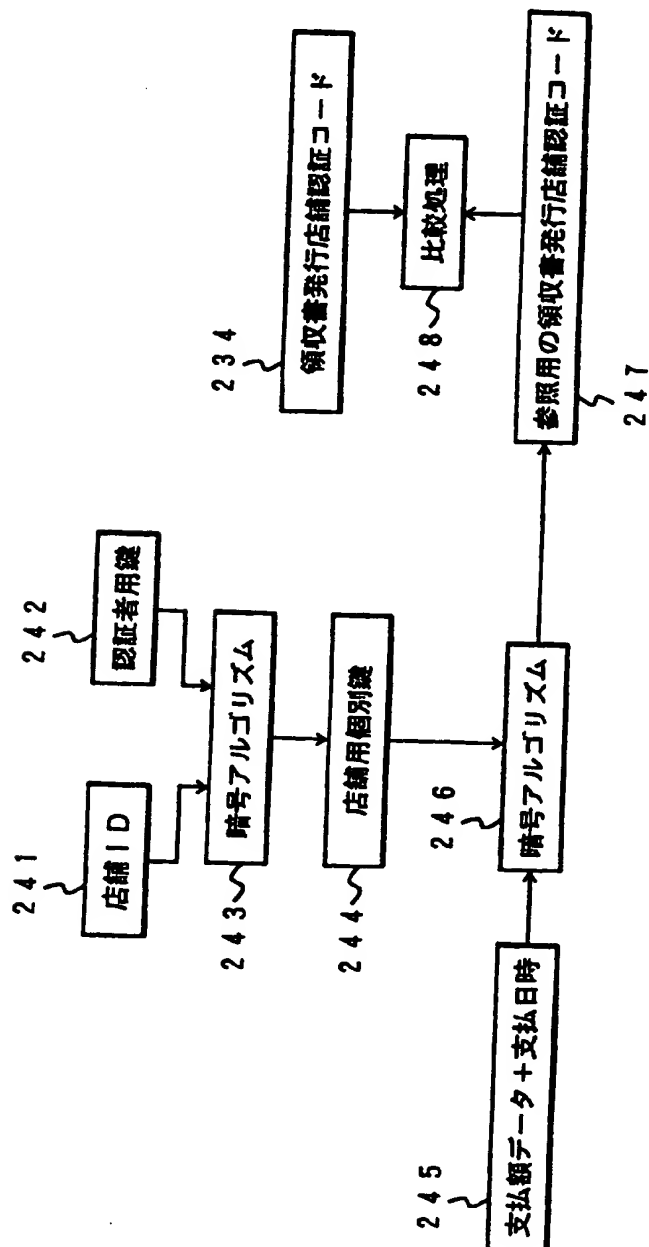 241
店舗ID
242
認証者用鍵
243
暗号アルゴリズム
244
店舗用個別鍵
245
支払額データ＋支払日時
246
暗号アルゴリズム
234
領収書発行店舗認証コード
248
比較処理
参照用の領収書発行店舗認証コード
247